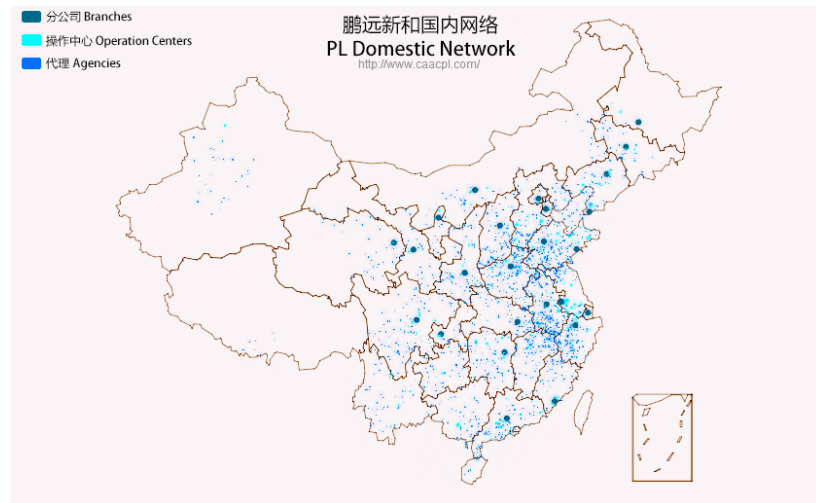 分公司 Branches
操作中心 Operation Centers
代理 Agencies
鹏远新和国内网络
PL Domestic Network
http://www.caacpl.com/